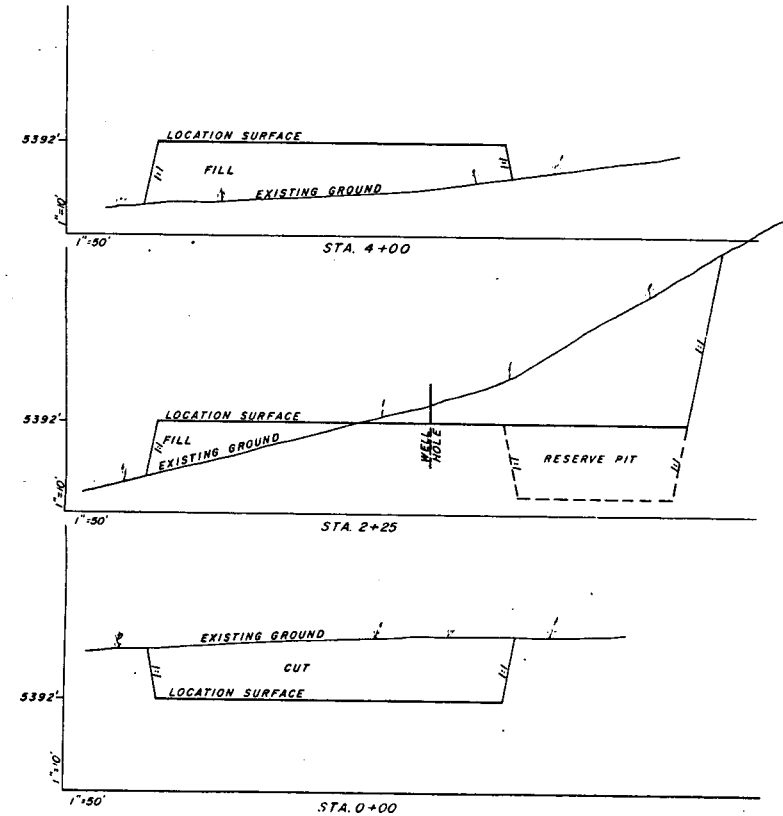 5392'
LOCATION SURFACE
1:1
FILL
1:1
EXISTING GROUND
1"=10'
1"=50'
STA. 4+00
5392'
LOCATION SURFACE
1:1
FILL
EXISTING GROUND
WELL HOLE
1:1
RESERVE PIT
1:1
1:1
1"=10'
1"=50'
STA. 2+25
EXISTING GROUND
1:1
CUT
1:1
5392'
LOCATION SURFACE
1"=10'
1"=50'
STA. 0+00